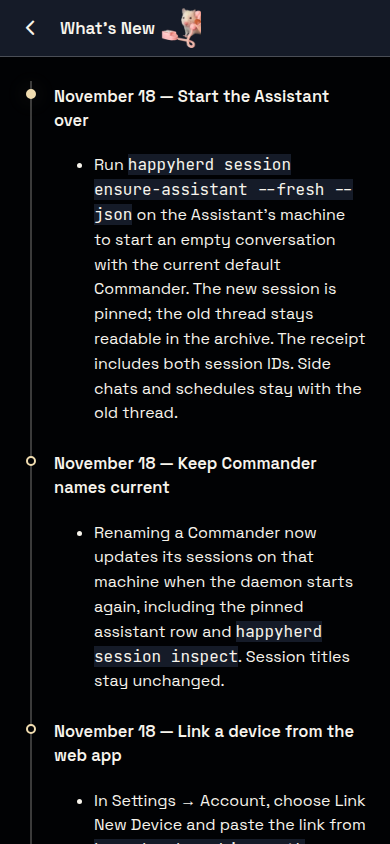 What's New
November 18 — Start the Assistant
over
• Run happyherd session
ensure-assistant --fresh --
json on the Assistant's machine
to start an empty conversation
with the current default
Commander. The new session is
pinned; the old thread stays
readable in the archive. The receipt
includes both session IDs. Side
chats and schedules stay with the
old thread.
November 18 — Keep Commander
names current
• Renaming a Commander now
updates its sessions on that
machine when the daemon starts
again, including the pinned
assistant row and happyherd
session inspect. Session titles
stay unchanged.
November 18 — Link a device from the
web app
• In Settings → Account, choose Link
New Device and paste the link from